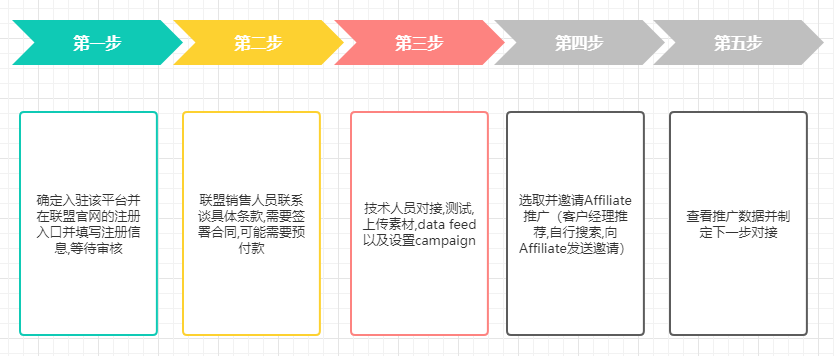 第一步
第二步
第三步
第四步
第五步
确定入驻该平台并
在联盟官网的注册
入口并填写注册信
息,等待审核
联盟销售人员联系
谈具体条款,需要签
署合同,可能需要预
付款
技术人员对接,测试,
上传素材,data feed
以及设置campaign
选取并邀请Affiliate
推广（客户经理推
荐,自行搜索,向
Affiliate发送邀请）
查看推广数据并制
定下一步对接